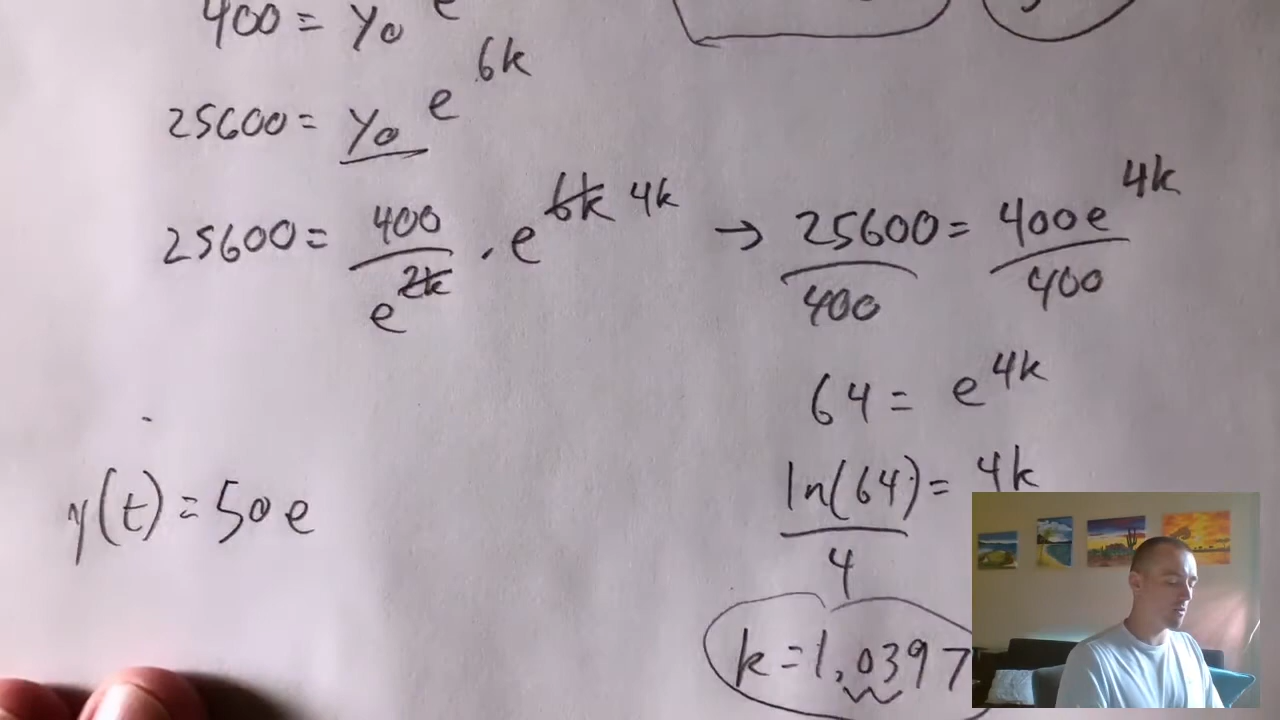 400 = y₀ e
25600 = y₀ e^6k
25600 = 400/e^2k · e^6k 4k → 25600/400 = 400e^4k/400
64 = e^4k
ln(64)/4 = 4k
y(t) = 50e
k = 1.0397